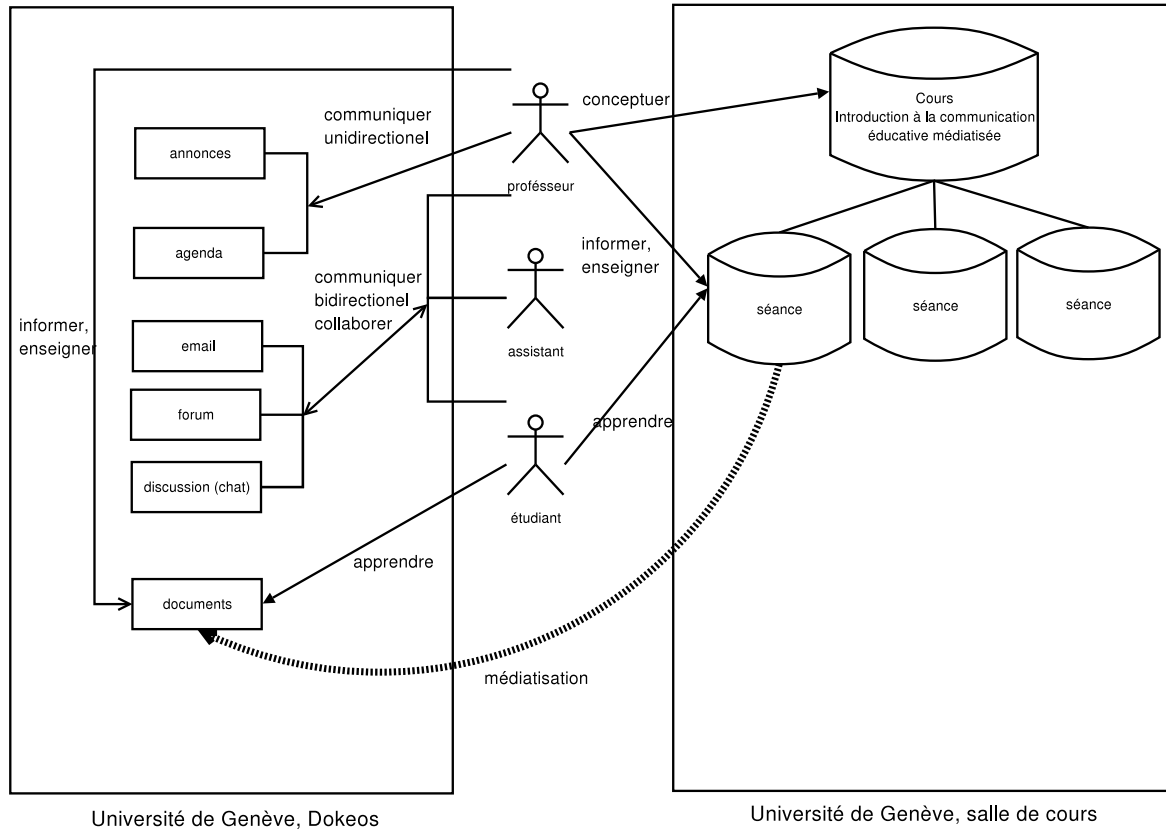 communiquer
unidirectionel
annonces
agenda
communiquer
bidirectionel
collaborer
informer,
enseigner
email
forum
discussion (chat)
documents
apprendre
profésseur
assistant
étudiant
conceptuer
informer,
enseigner
apprendre
médiatisation
Cours
Introduction à la communication
éducative médiatisée
séance
séance
séance
Université de Genève, Dokeos
Université de Genève, salle de cours